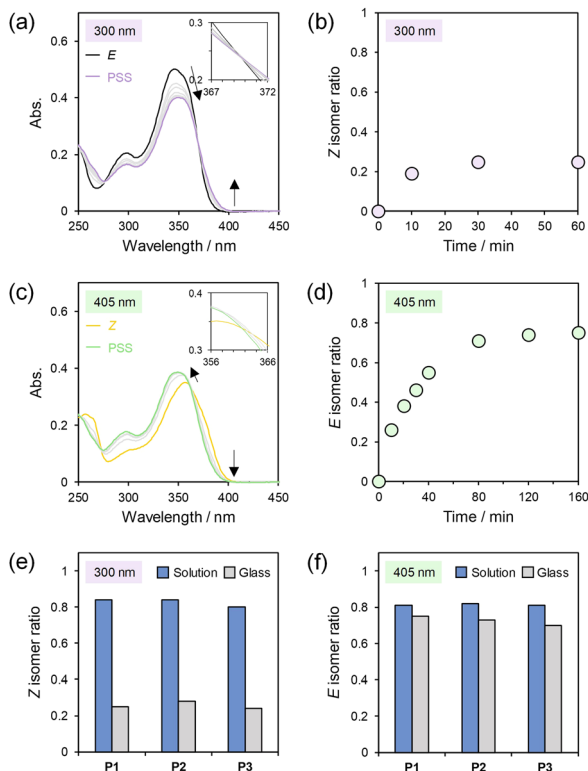 (a)
300 nm
E
PSS
0.3
0.2
367
372
0.6
0.4
0.2
0
Abs.
250
300
350
400
450
Wavelength / nm
(b)
300 nm
1
0.8
0.6
0.4
0.2
0
Z isomer ratio
0
10
20
30
40
50
60
Time / min
(c)
405 nm
Z
PSS
0.4
0.3
356
366
0.6
0.4
0.2
0
Abs.
250
300
350
400
450
Wavelength / nm
(d)
405 nm
1
0.8
0.6
0.4
0.2
0
E isomer ratio
0
40
80
120
160
Time / min
(e)
300 nm
Solution
Glass
1
0.8
0.6
0.4
0.2
0
Z isomer ratio
P1
P2
P3
(f)
405 nm
Solution
Glass
1
0.8
0.6
0.4
0.2
0
E isomer ratio
P1
P2
P3